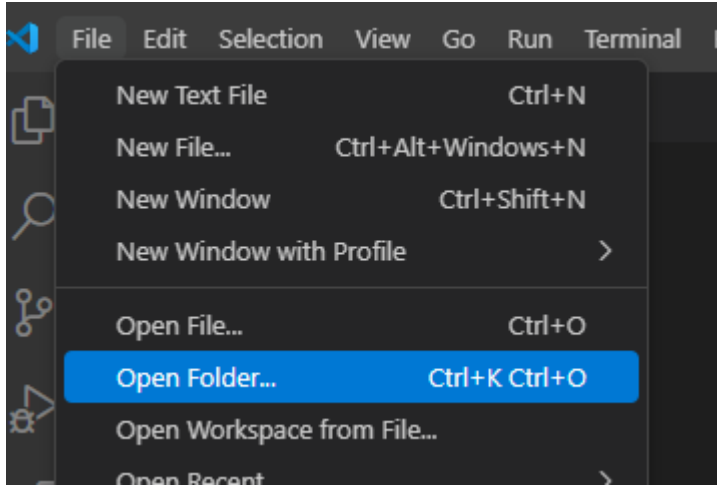 File Edit Selection View Go Run Terminal
New Text File Ctrl+N
New File... Ctrl+Alt+Windows+N
New Window Ctrl+Shift+N
New Window with Profile
Open File... Ctrl+O
Open Folder... Ctrl+K Ctrl+O
Open Workspace from File...
Open Recent